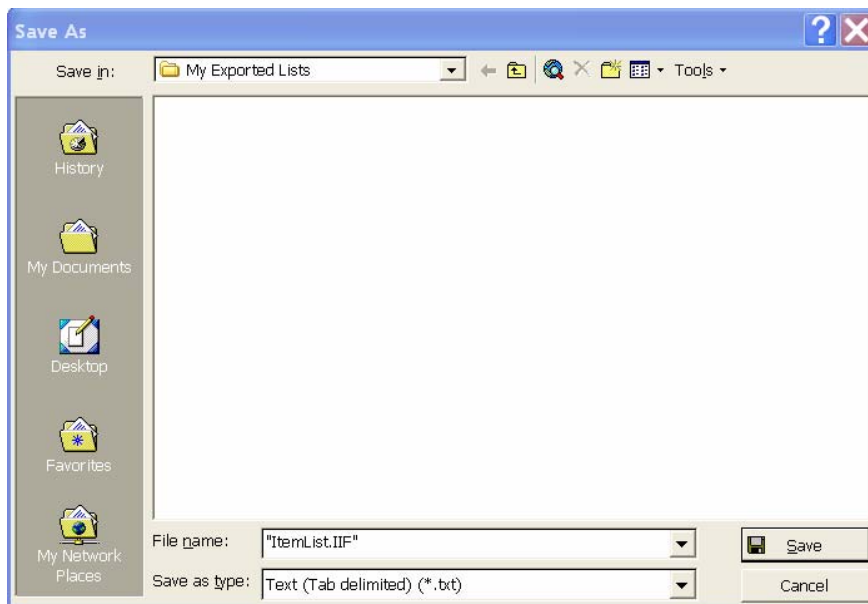 Save As
Save in:
My Exported Lists
Tools
History
My Documents
Desktop
Favorites
My Network
Places
File name:
"ItemList.IIF"
Save
Save as type:
Text (Tab delimited) (*.txt)
Cancel